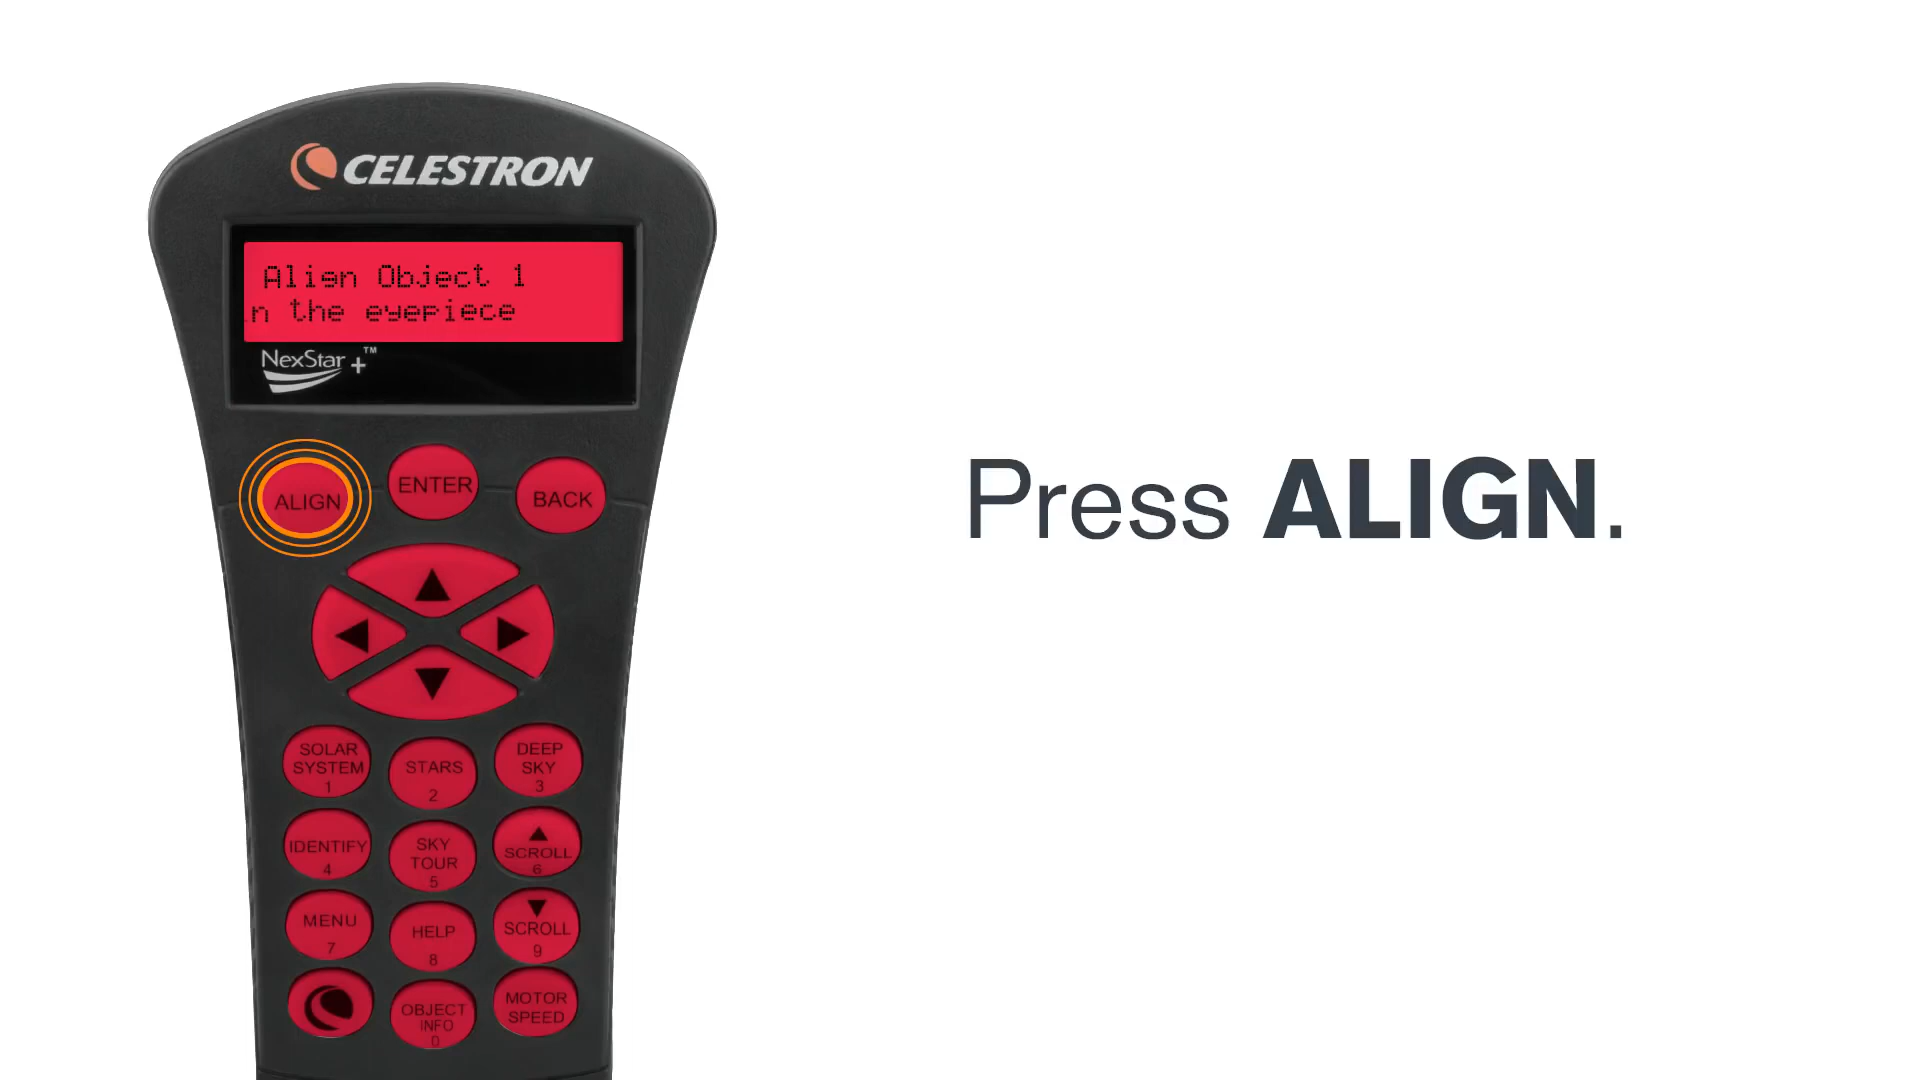 CELESTRON
Align Object 1
n the eyepiece
NexStar +™
ALIGN
ENTER
BACK
Press ALIGN.
SOLAR
SYSTEM
1
STARS
2
DEEP
SKY
3
IDENTIFY
4
SKY
TOUR
5
SCROLL
6
MENU
7
HELP
8
SCROLL
9
OBJECT
INFO
0
MOTOR
SPEED